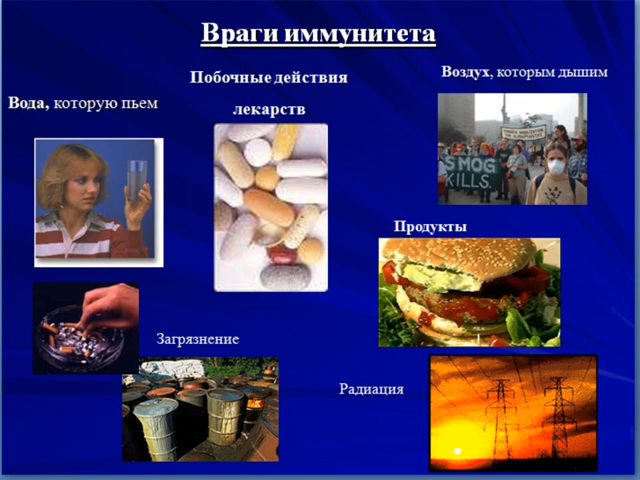 Враги иммунитета
Побочные действия
лекарств
Воздух, которым дышим
Вода, которую пьем
SMOG
KILLS.
Продукты
Загрязнение
Радиация